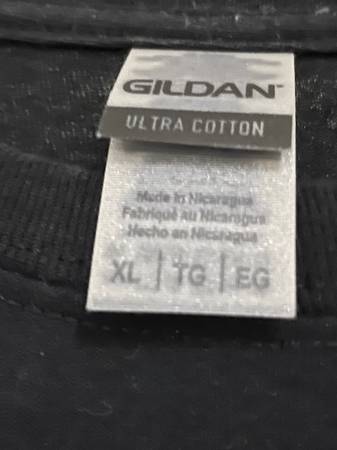 GILDAN
ULTRA COTTON
Made in Nicaragua
Fabriqué au Nicaragua
Hecho en Nicaragua
XL | TG | EG